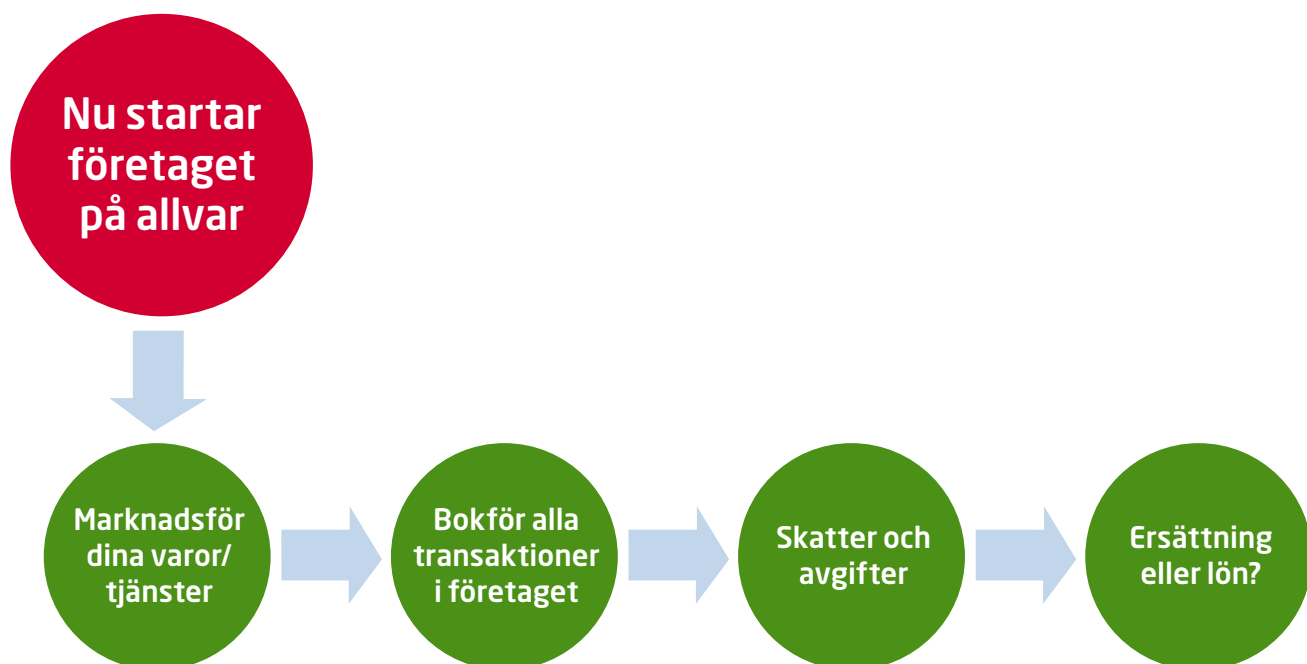 Nu startar
företaget
på allvar
Marknadsför
dina varor/
tjänster
Bokför alla
transaktioner
i företaget
Skatter och
avgifter
Ersättning
eller lön?